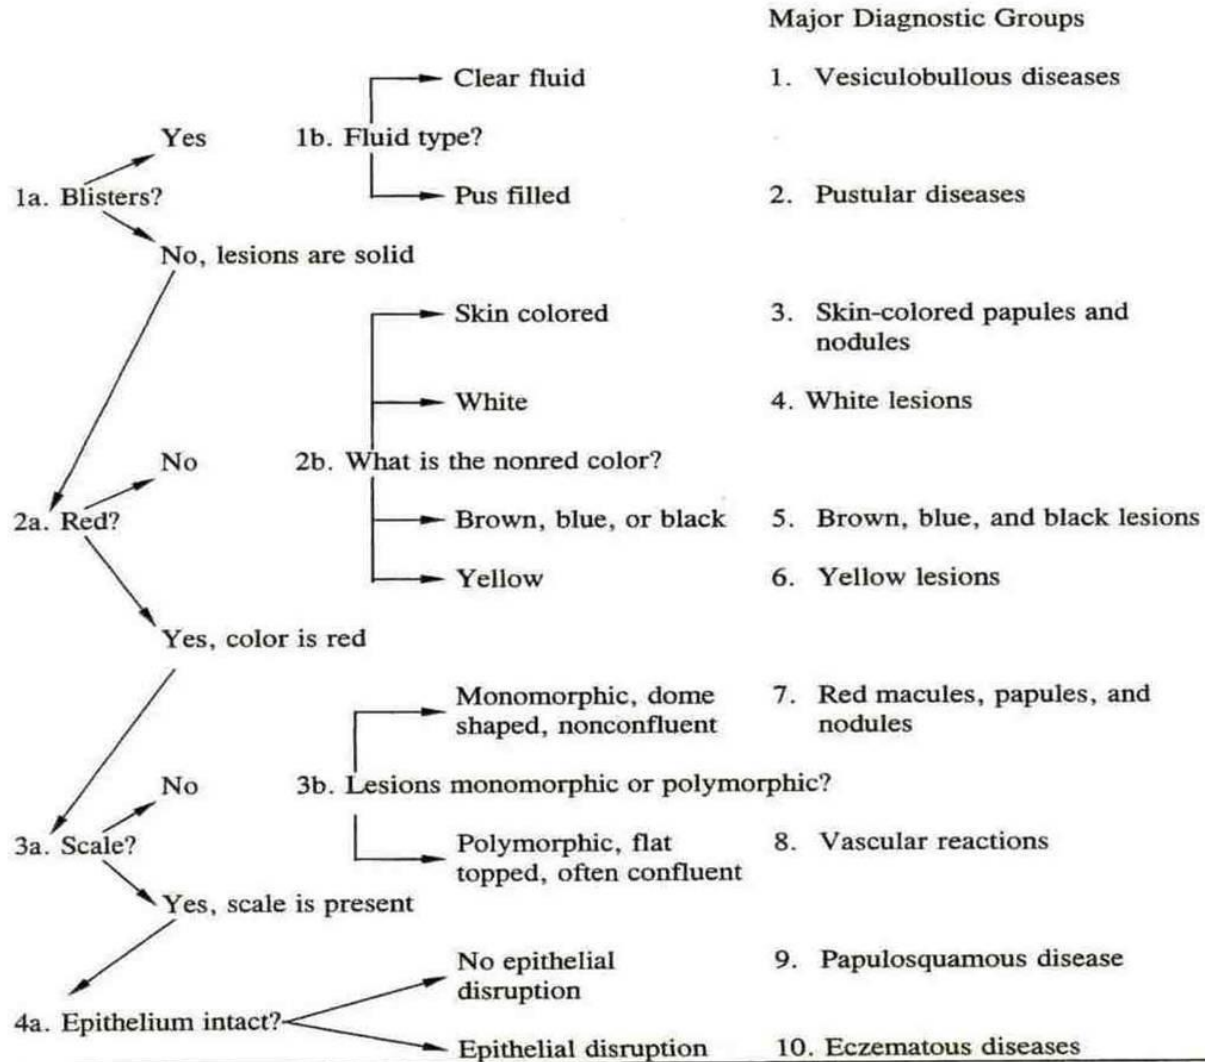 Major Diagnostic Groups
Clear fluid
1. Vesiculobullous diseases
Yes
1b. Fluid type?
1a. Blisters?
Pus filled
2. Pustular diseases
No, lesions are solid
Skin colored
3. Skin-colored papules and
nodules
White
4. White lesions
No
2b. What is the nonred color?
2a. Red?
Brown, blue, or black
5. Brown, blue, and black lesions
Yellow
6. Yellow lesions
Yes, color is red
Monomorphic, dome
shaped, nonconfluent
7. Red macules, papules, and
nodules
No
3b. Lesions monomorphic or polymorphic?
3a. Scale?
Polymorphic, flat
topped, often confluent
8. Vascular reactions
Yes, scale is present
No epithelial
disruption
9. Papulosquamous disease
4a. Epithelium intact?
Epithelial disruption
10. Eczematous diseases